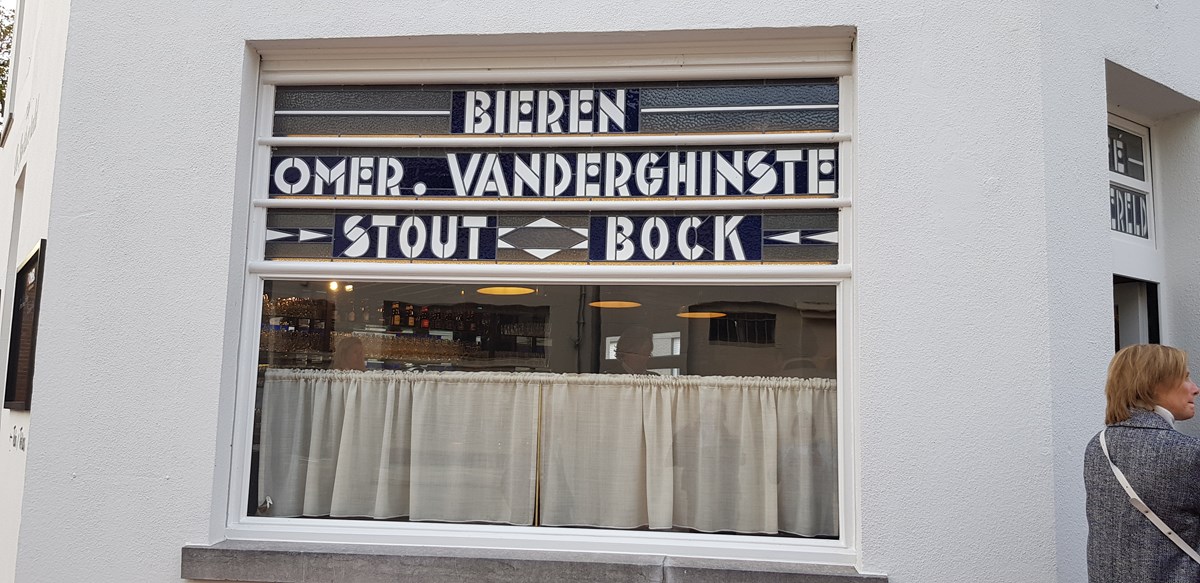 BIEREN
OMER. VANDERGHINSTE
STOUT BOCK